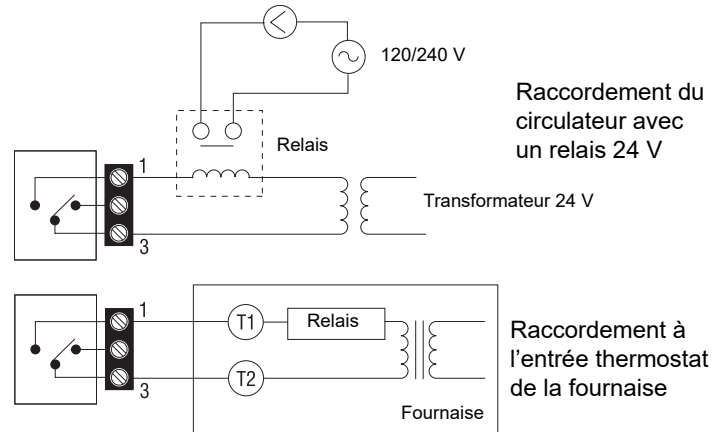 120/240 V
Raccordement du
circulateur avec
un relais 24 V
Relais
1
Transformateur 24 V
3
1
T1
Relais
Raccordement à
l’entrée thermostat
de la fournaise
T2
3
Fournaise